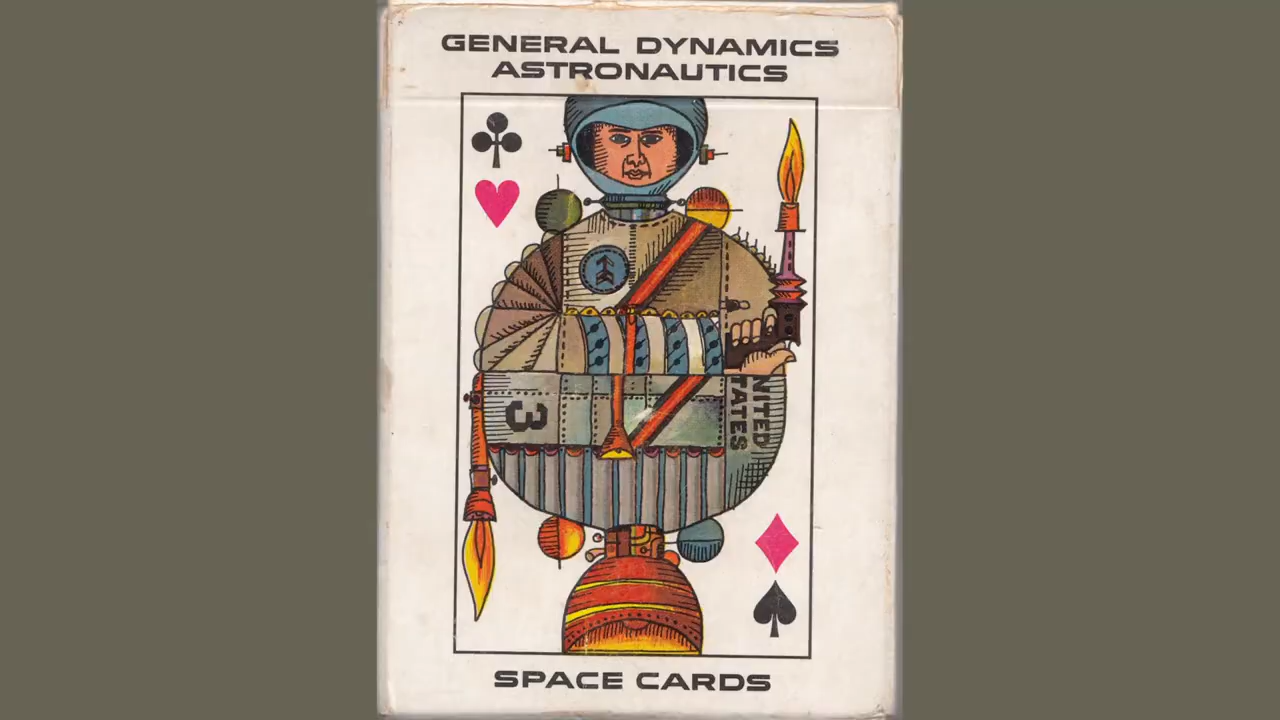 GENERAL DYNAMICS
ASTRONAUTICS
3
NITED
TATES
SPACE CARDS